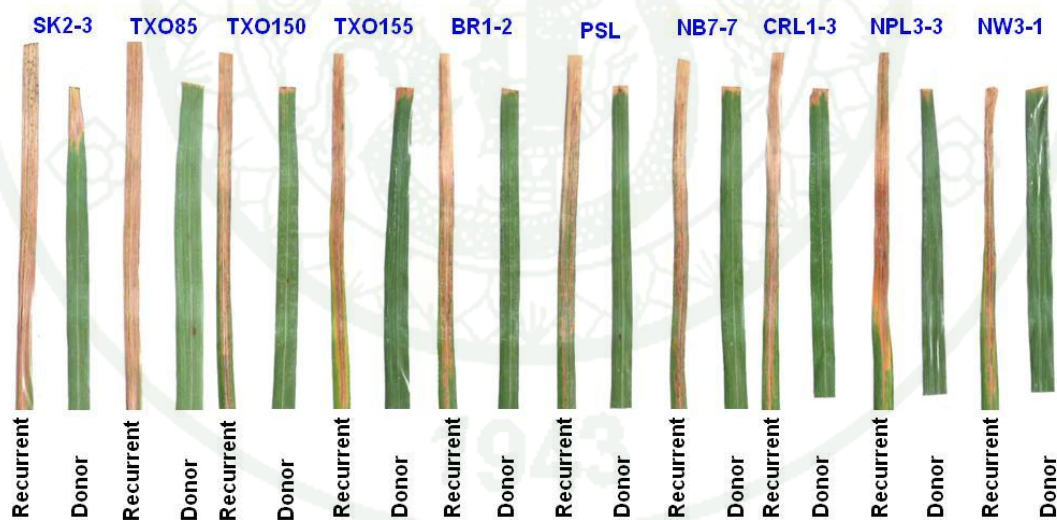 SK2-3 TXO85 TXO150 TXO155 BR1-2 PSL NB7-7 CRL1-3 NPL3-3 NW3-1
Recurrent Donor Recurrent Donor Recurrent Donor Recurrent Donor Recurrent Donor Recurrent Donor Recurrent Donor Recurrent Donor Recurrent Donor Recurrent Donor
1943